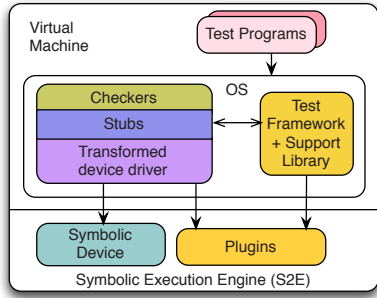 Virtual
Machine
Test Programs
OS
Checkers
Stubs
Transformed
device driver
Test
Framework
+ Support
Library
Symbolic
Device
Plugins
Symbolic Execution Engine (S2E)